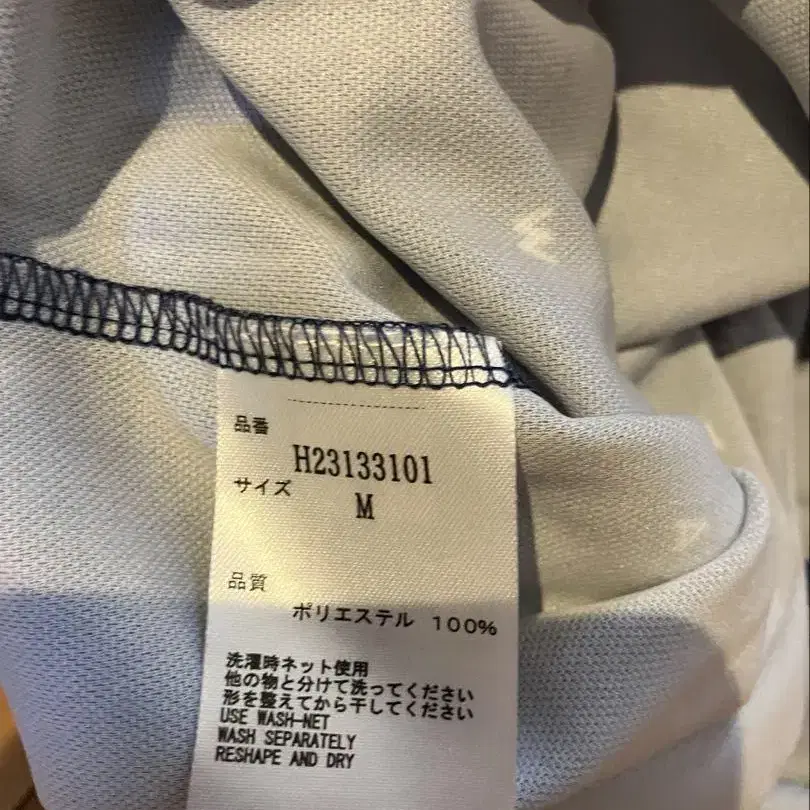 品番
H23133101
サイズ
M
品質
ポリエステル 100%
洗濯時ネット使用
他の物と分けて洗ってください
形を整えてから干してください
USE WASH-NET
WASH SEPARATELY
RESHAPE AND DRY